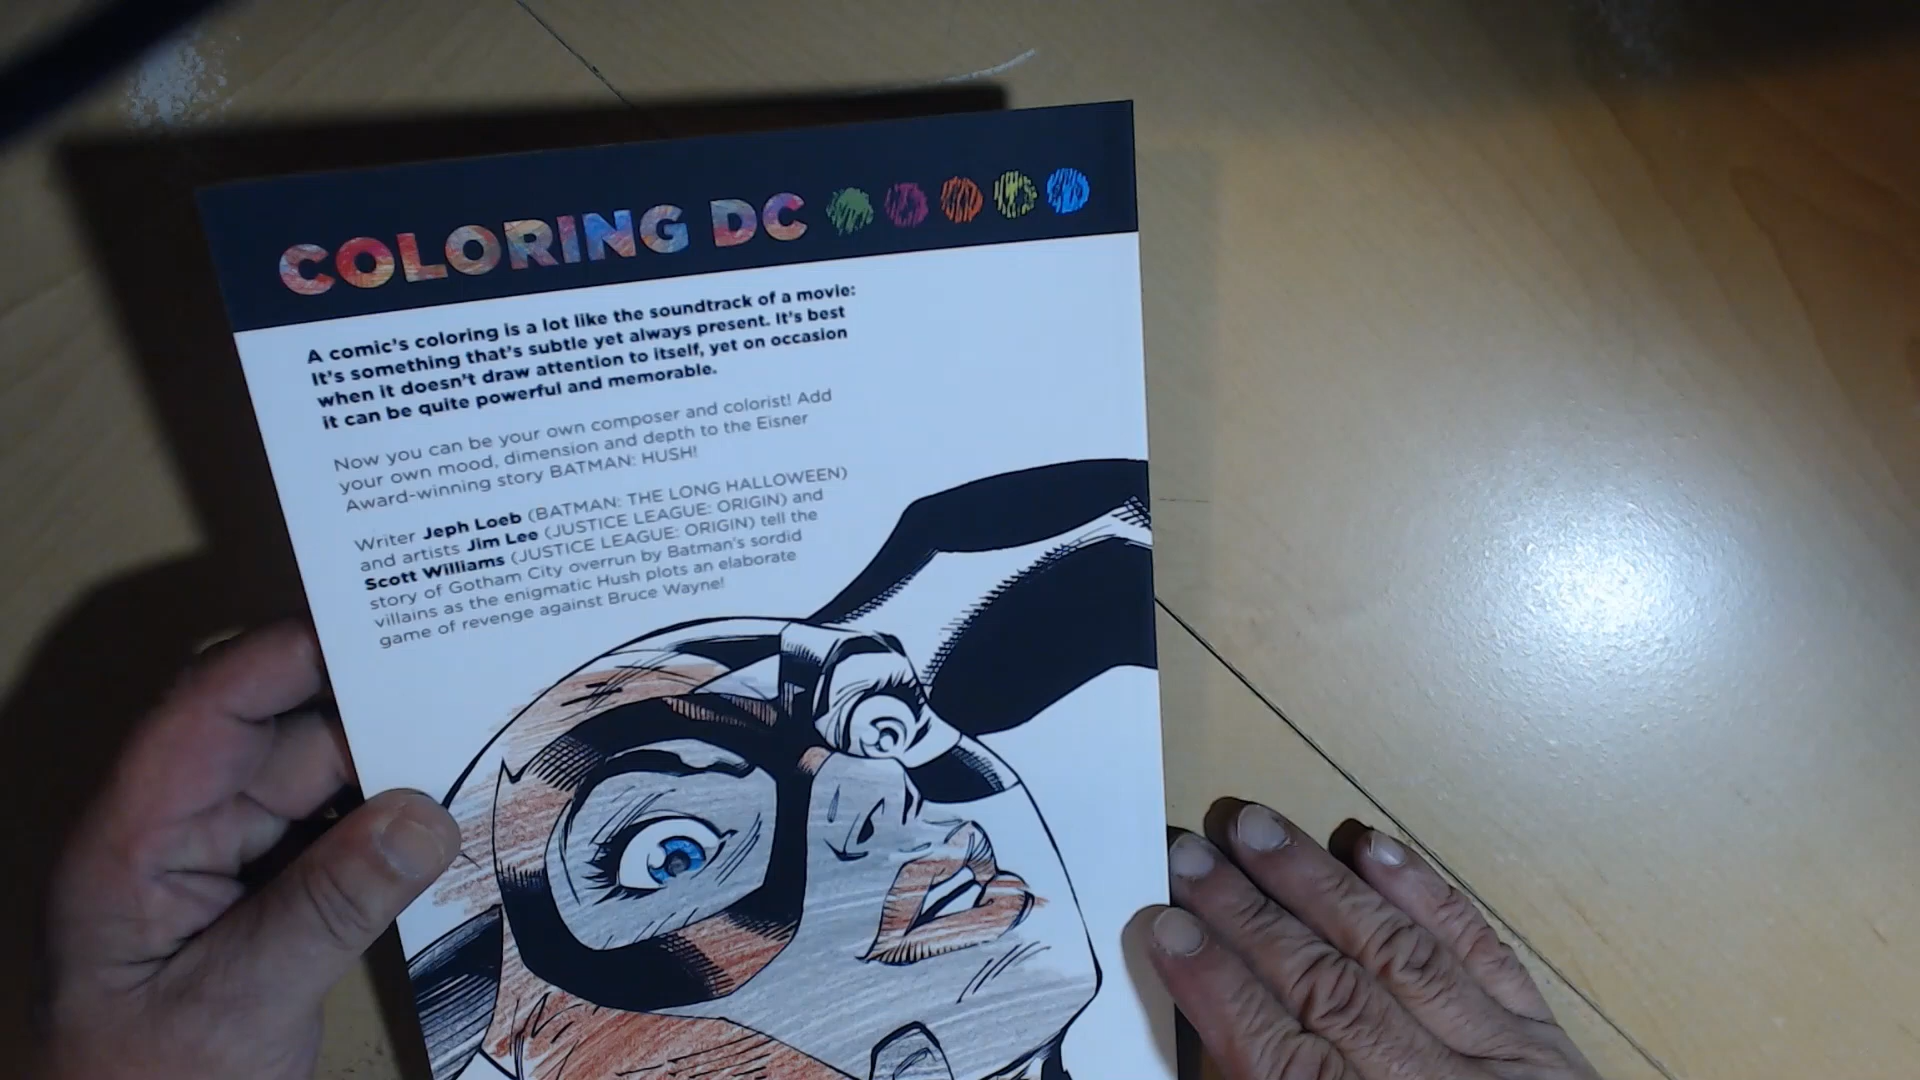 COLORING DC
A comic's coloring is a lot like the soundtrack of a movie:
It's something that's subtle yet always present. It's best
when it doesn't draw attention to itself, yet on occasion
it can be quite powerful and memorable.
Now you can be your own composer and colorist! Add
your own mood, dimension and depth to the Eisner
Award-winning story BATMAN: HUSH!
Writer Jeph Loeb (BATMAN: THE LONG HALLOWEEN)
and artists Jim Lee (JUSTICE LEAGUE: ORIGIN) and
Scott Williams (JUSTICE LEAGUE: ORIGIN) tell the
story of Gotham City overrun by Batman's sordid
villains as the enigmatic Hush plots an elaborate
game of revenge against Bruce Wayne!